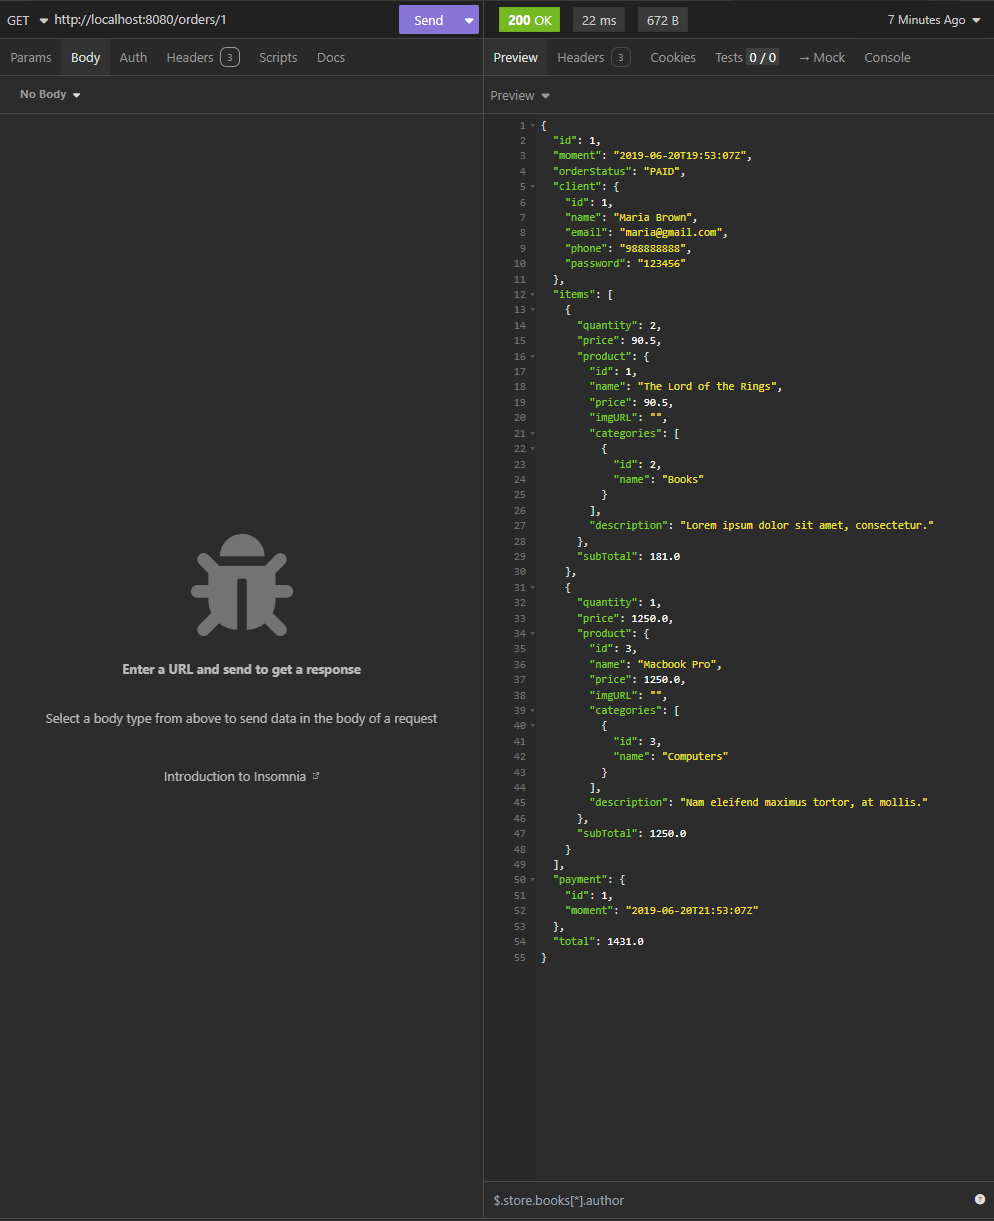 GET http://localhost:8080/orders/1 Send
Params Body Auth Headers 3 Scripts Docs
No Body
Enter a URL and send to get a response
Select a body type from above to send data in the body of a request
Introduction to Insomnia
200 OK 22 ms 672 B 7 Minutes Ago
Preview Headers 3 Cookies Tests 0 / 0 → Mock Console
Preview
1 {
2 "id": 1,
3 "moment": "2019-06-20T19:53:07Z",
4 "orderStatus": "PAID",
5 "client": {
6 "id": 1,
7 "name": "Maria Brown",
8 "email": "maria@gmail.com",
9 "phone": "988888888",
10 "password": "123456"
11 },
12 "items": [
13 {
14 "quantity": 2,
15 "price": 90.5,
16 "product": {
17 "id": 1,
18 "name": "The Lord of the Rings",
19 "price": 90.5,
20 "imgURL": "",
21 "categories": [
22 {
23 "id": 2,
24 "name": "Books"
25 }
26 ],
27 "description": "Lorem ipsum dolor sit amet, consectetur."
28 },
29 "subTotal": 181.0
30 },
31 {
32 "quantity": 1,
33 "price": 1250.0,
34 "product": {
35 "id": 3,
36 "name": "Macbook Pro",
37 "price": 1250.0,
38 "imgURL": "",
39 "categories": [
40 {
41 "id": 3,
42 "name": "Computers"
43 }
44 ],
45 "description": "Nam eleifend maximus tortor, at mollis."
46 },
47 "subTotal": 1250.0
48 }
49 ],
50 "payment": {
51 "id": 1,
52 "moment": "2019-06-20T21:53:07Z"
53 },
54 "total": 1431.0
55 }
$.store.books[*].author ?